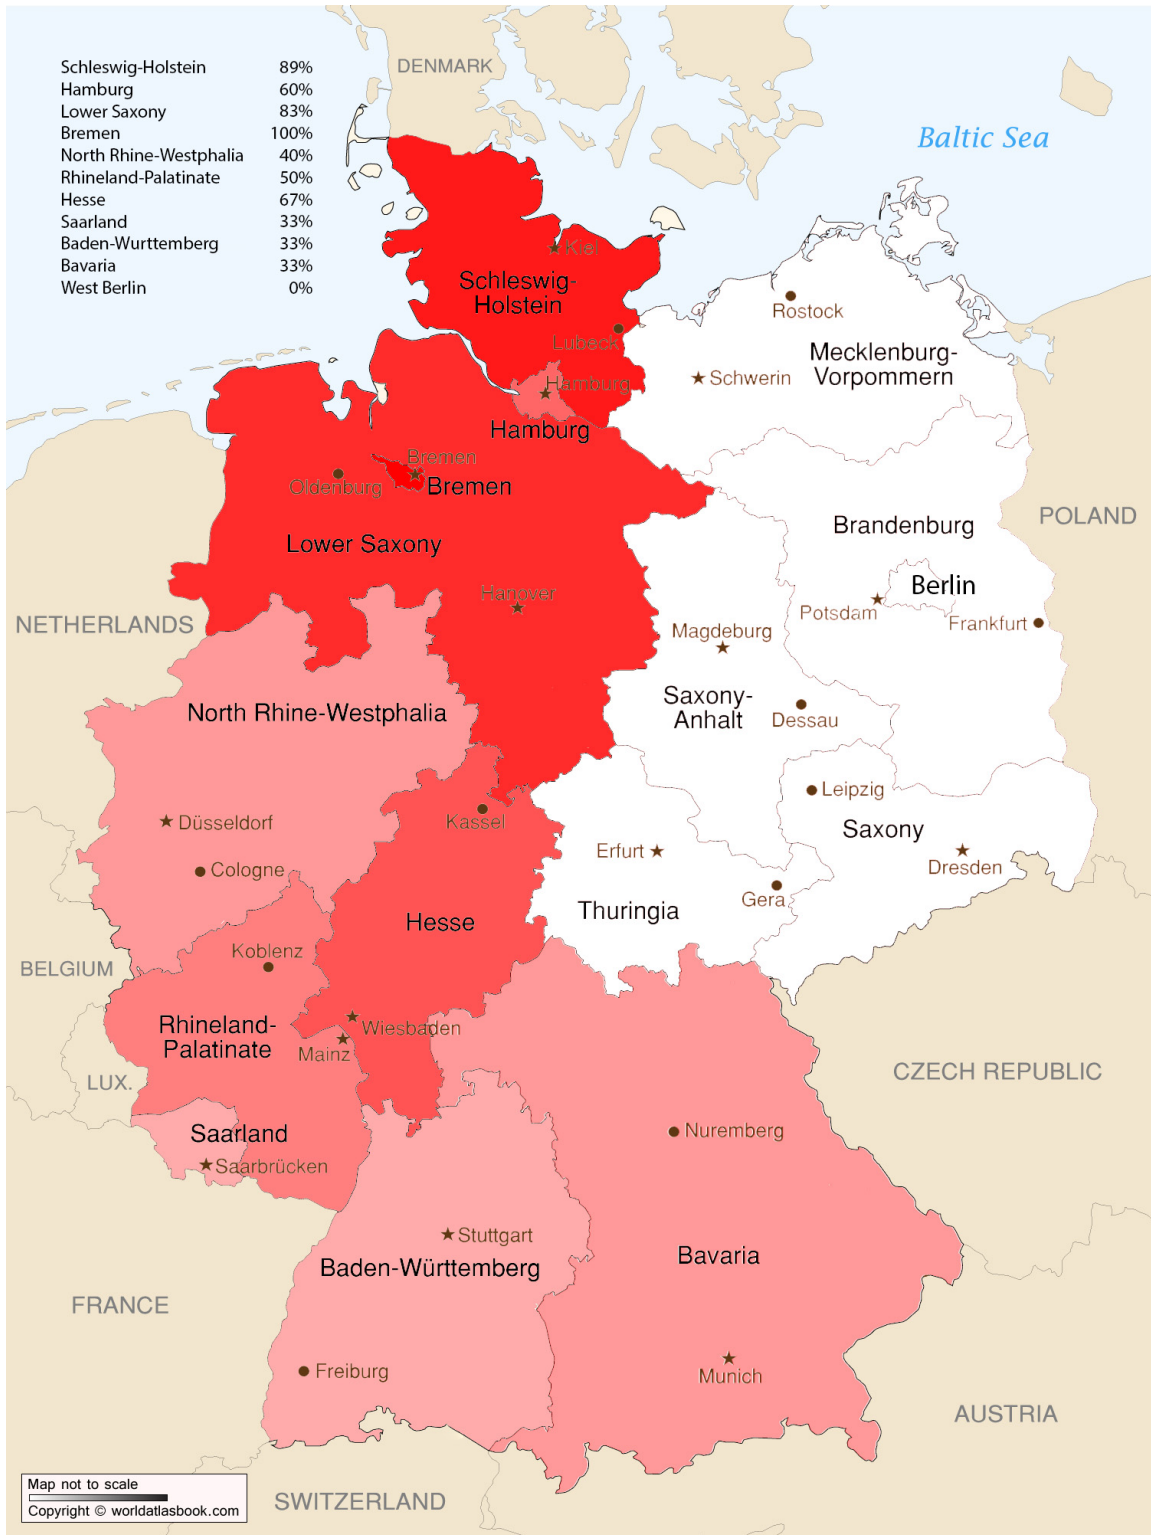 Schleswig-Holstein 89%
Hamburg 60%
Lower Saxony 83%
Bremen 100%
North Rhine-Westphalia 40%
Rhineland-Palatinate 50%
Hesse 67%
Saarland 33%
Baden-Wurttemberg 33%
Bavaria 33%
West Berlin 0%
DENMARK
Baltic Sea
Kiel
Schleswig-
Holstein
Rostock
Lubeck
Mecklenburg-
Vorpommern
Schwerin
Hamburg
Hamburg
Bremen
Oldenburg
Bremen
POLAND
Brandenburg
Lower Saxony
Berlin
Hanover
Potsdam
Frankfurt
NETHERLANDS
Magdeburg
Saxony-
Anhalt
North Rhine-Westphalia
Dessau
Leipzig
Düsseldorf
Kassel
Saxony
Erfurt
Dresden
Cologne
Gera
Thuringia
Hesse
Koblenz
BELGIUM
Rhineland-
Palatinate
Wiesbaden
Mainz
LUX.
CZECH REPUBLIC
Saarland
Nuremberg
Saarbrücken
Stuttgart
Bavaria
Baden-Württemberg
FRANCE
Freiburg
Munich
AUSTRIA
Map not to scale
SWITZERLAND
Copyright © worldatlasbook.com